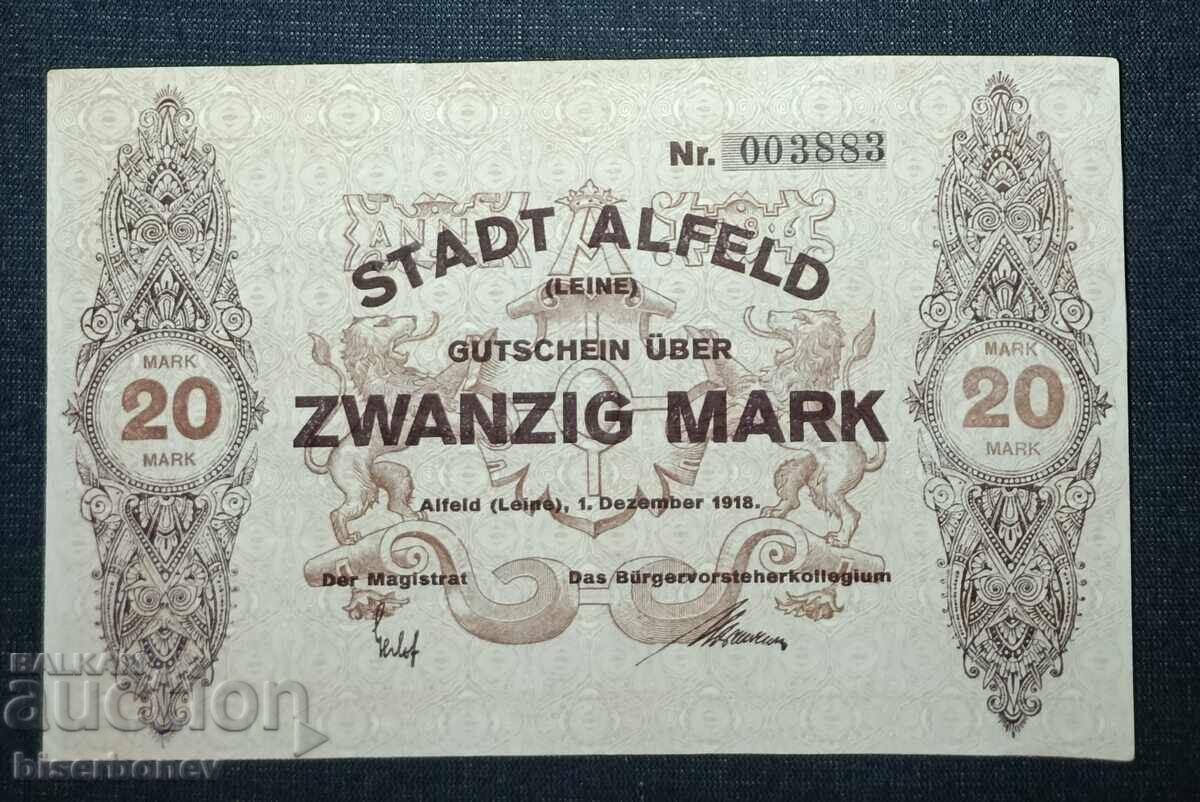 Nr. 003883
STADT ALFELD
(LEINE)
GUTSCHEIN ÜBER
ZWANZIG MARK
MARK
20
MARK
MARK
20
MARK
Alfeld (Leine), 1. Dezember 1918.
Der Magistrat Das Bürgervorsteherkollegium
BALKAN
auction
biserbonev